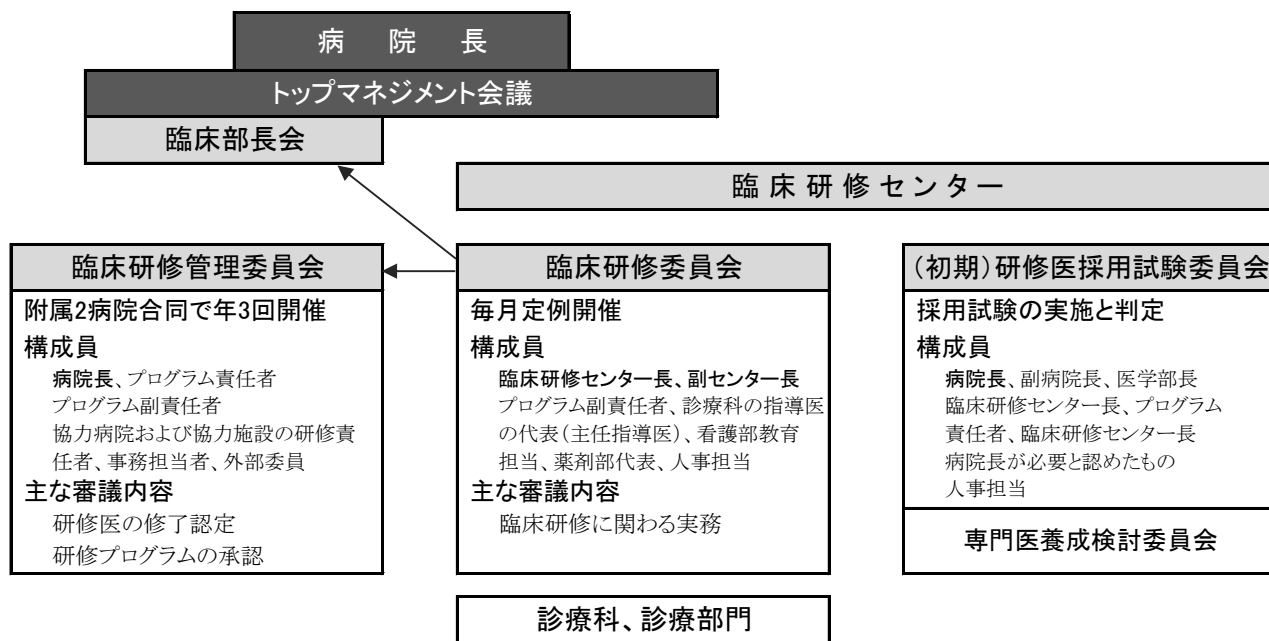 病 院 長
トップマネジメント会議
臨床部長会
臨床研修センター
臨床研修管理委員会
附属2病院合同で年3回開催
構成員
病院長、プログラム責任者
プログラム副責任者
協力病院および協力施設の研修責
任者、事務担当者、外部委員
主な審議内容
研修医の修了認定
研修プログラムの承認
臨床研修委員会
毎月定例開催
構成員
臨床研修センター長、副センター長
プログラム副責任者、診療科の指導医
の代表(主任指導医)、看護部教育
担当、薬剤部代表、人事担当
主な審議内容
臨床研修に関わる実務
(初期)研修医採用試験委員会
採用試験の実施と判定
構成員
病院長、副病院長、医学部長
臨床研修センター長、プログラム
責任者、臨床研修センター長
病院長が必要と認めたもの
人事担当
専門医養成検討委員会
診療科、診療部門